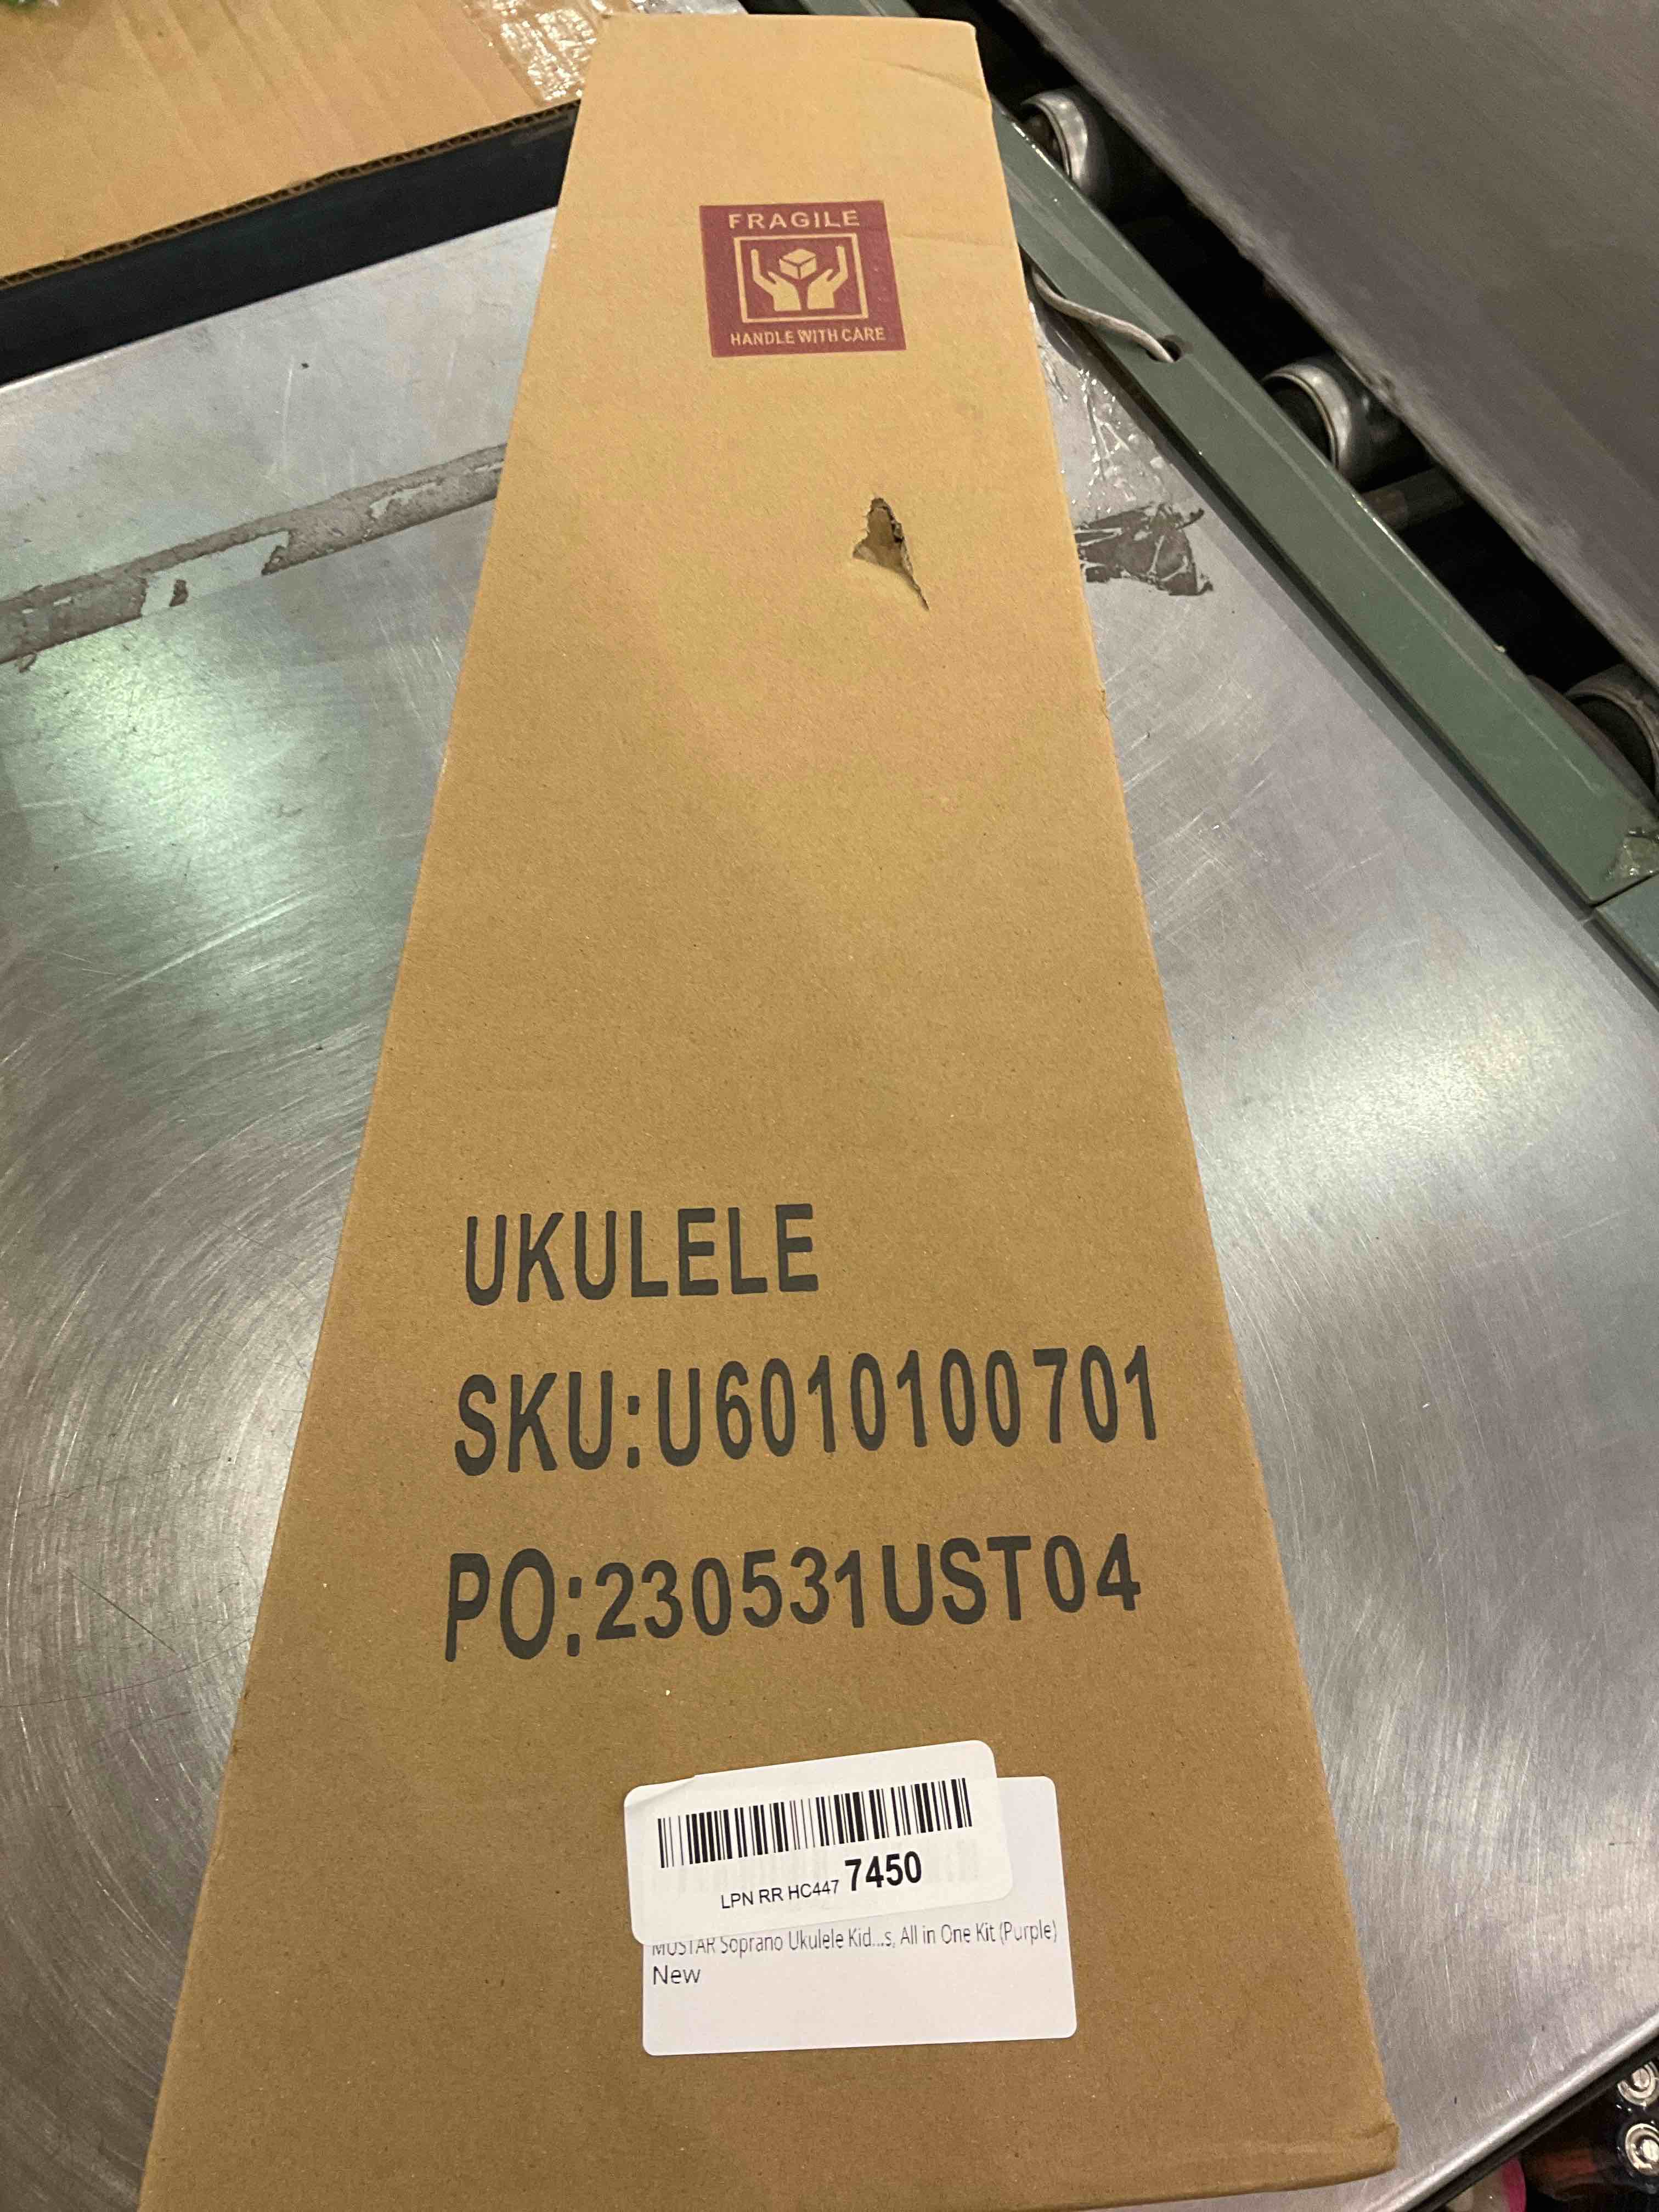 FRAGILE
HANDLE WITH CARE
UKULELE
SKU:U6010100701
PO:230531UST04
LPN RR HC447 7450
MUSTAR Soprano Ukulele Kid...s, All in One Kit (Purple)
New